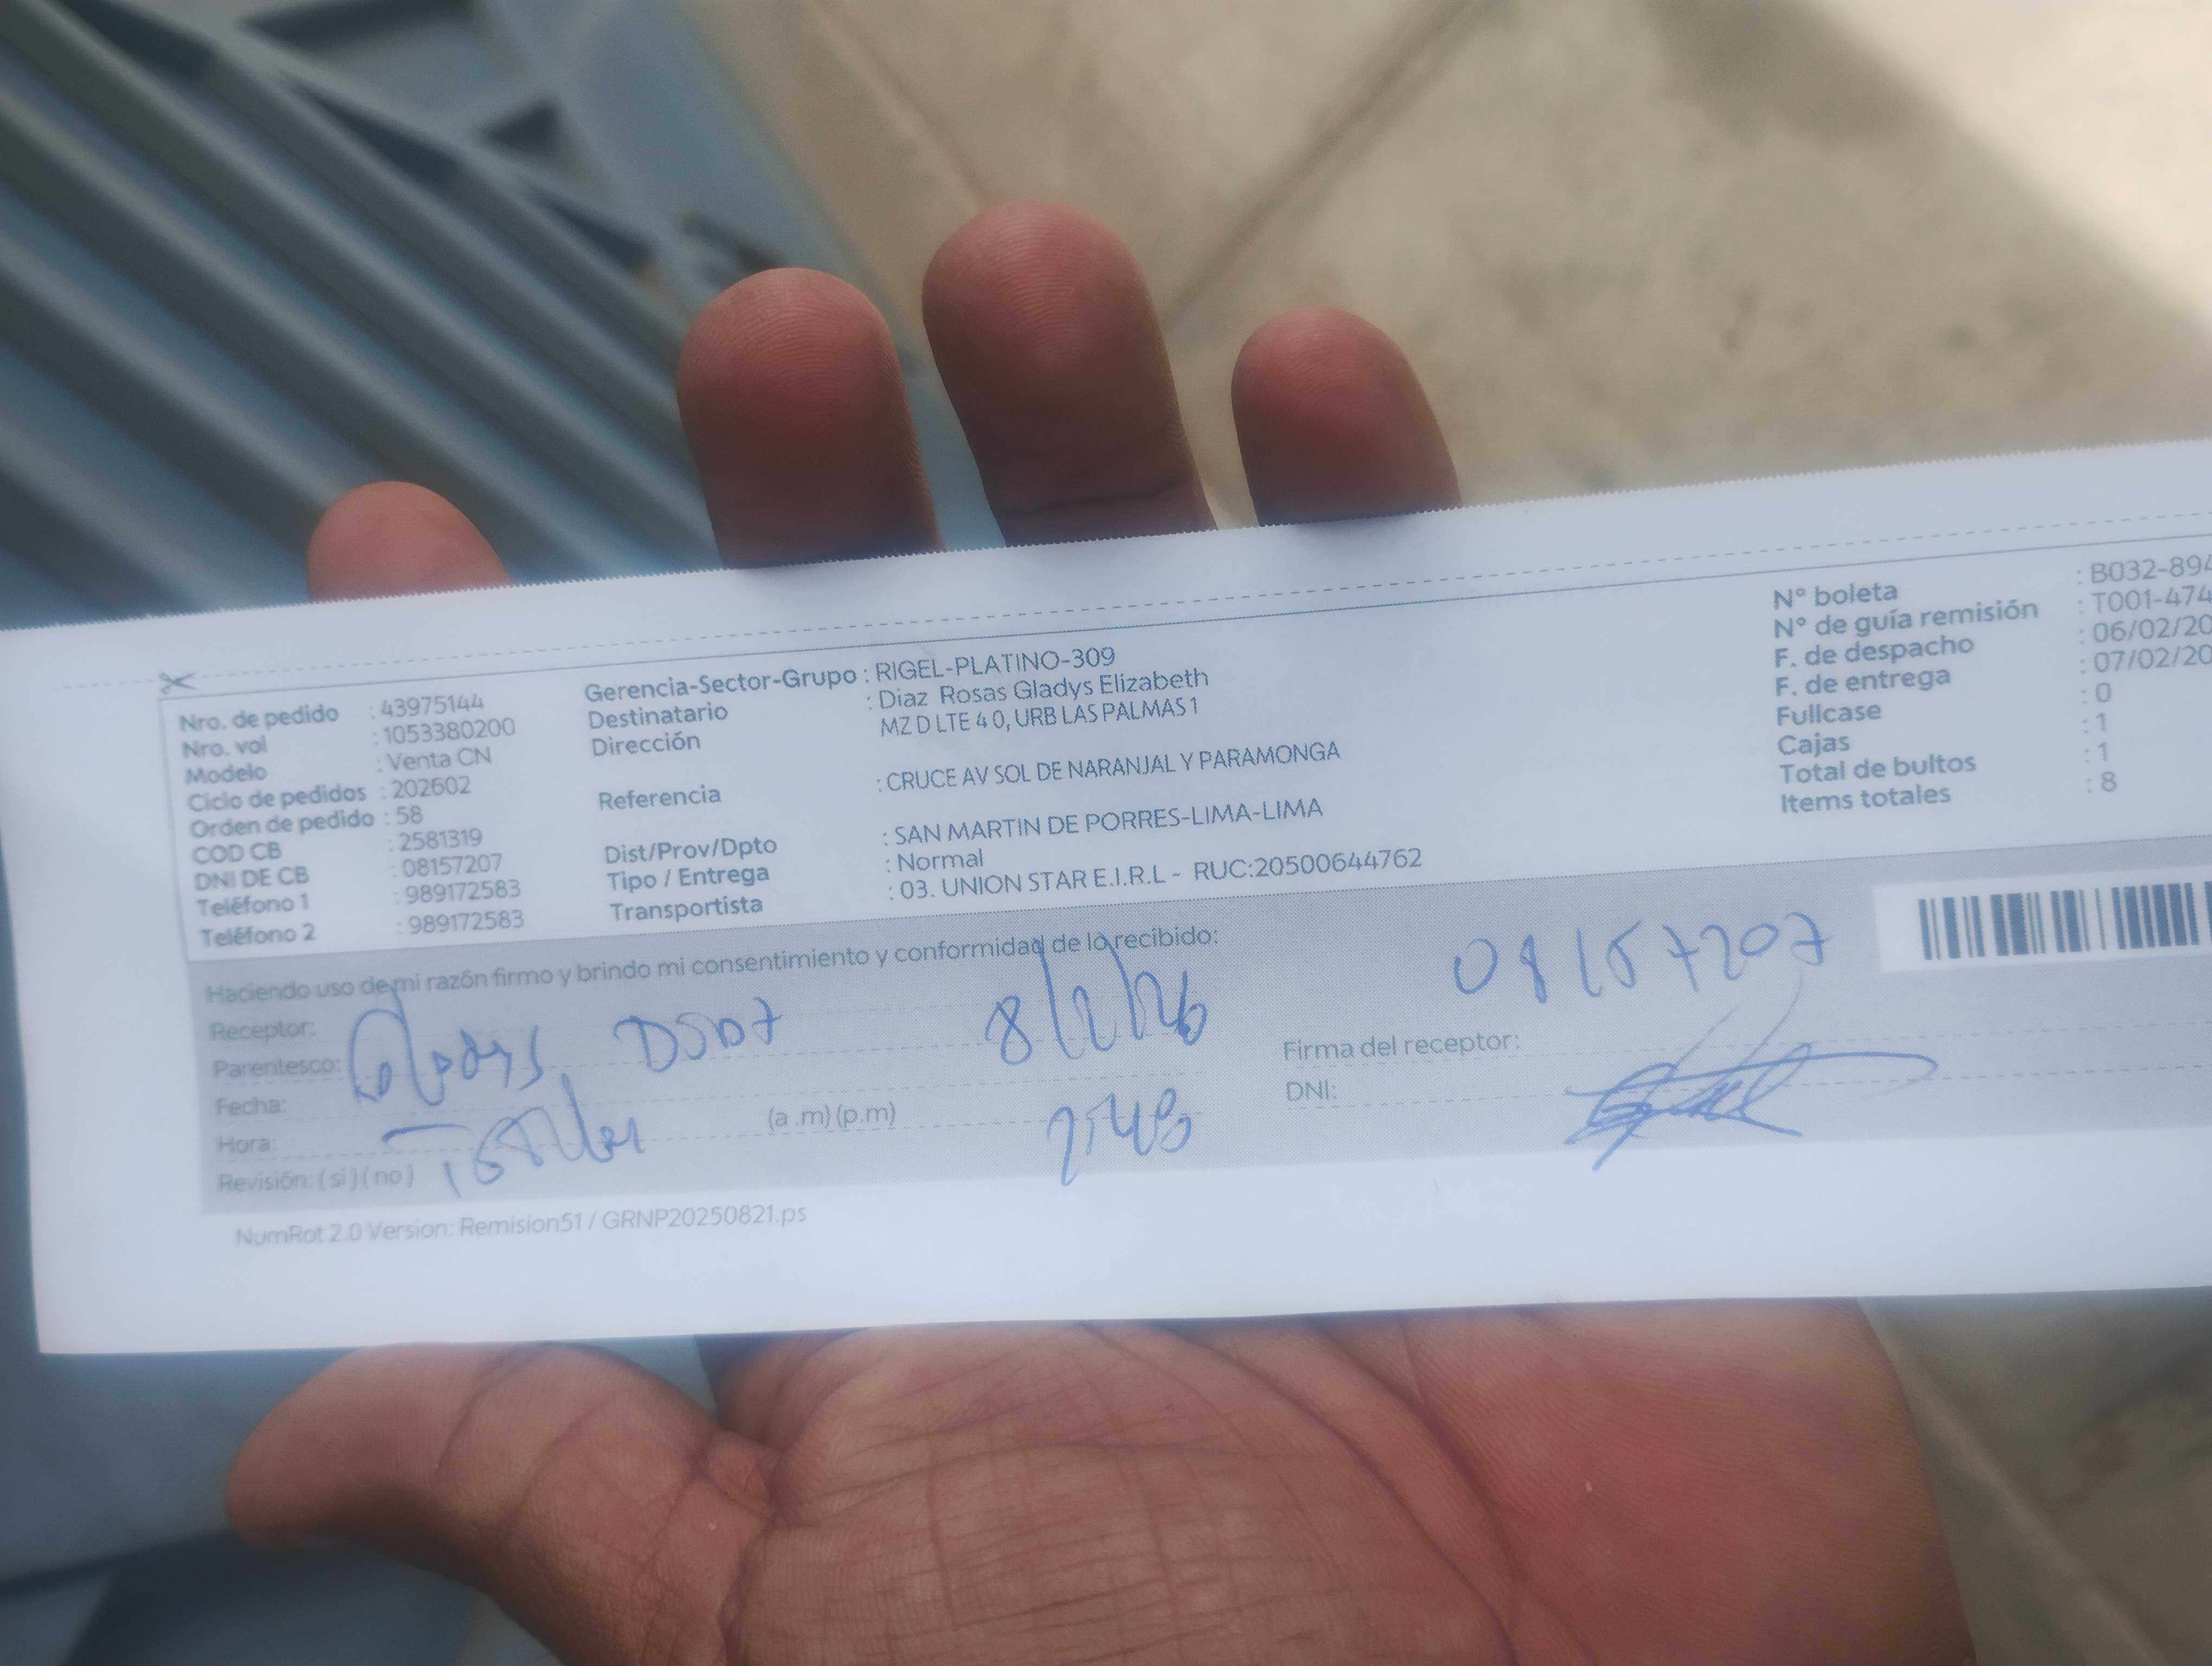 Nro. de pedido : 43975144
Nro. vol : 1053380200
Modelo : Venta CN
Ciclo de pedidos : 202602
Orden de pedido : 58
COD CB : 2581319
DNI DE CB : 08157207
Teléfono 1 : 989172583
Teléfono 2 : 989172583
Gerencia-Sector-Grupo : RIGEL-PLATINO-309
Destinatario : Diaz Rosas Gladys Elizabeth
Dirección MZ D LTE 4 0, URB LAS PALMAS 1
Referencia : CRUCE AV SOL DE NARANJAL Y PARAMONGA
Dist/Prov/Dpto : SAN MARTIN DE PORRES-LIMA-LIMA
Tipo / Entrega : Normal
Transportista : 03. UNION STAR E.I.R.L - RUC:20500644762
N° boleta : B032-894
N° de guía remisión : T001-474
F. de despacho : 06/02/20
F. de entrega : 07/02/20
Fullcase : 0
Cajas : 1
Total de bultos : 1
Items totales : 8
Haciendo uso de mi razón firmo y brindo mi consentimiento y conformidad de lo recibido:
Receptor:
Parentesco: Gladys
Fecha: 8/2/26
Hora: (a .m) (p.m)
Revisión: ( si ) ( no )
08157207
Firma del receptor:
DNI:
NumRot 2.0 Version: Remision51 / GRNP20250821.ps